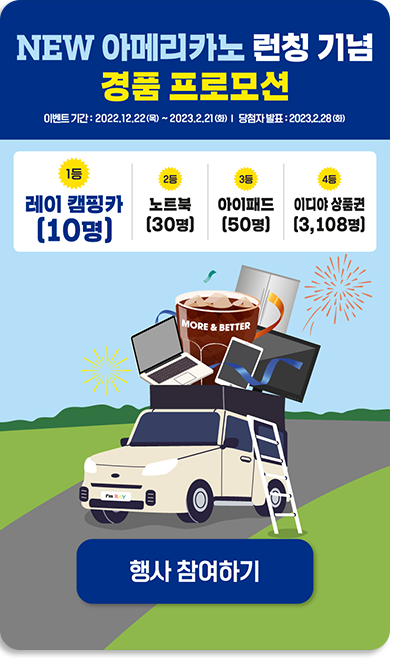 NEW 아메리카노 런칭 기념
경품 프로모션
이벤트 기간 : 2022.12.22(목) ~ 2023.2.21(화) I 당첨자 발표 : 2023.2.28(화)
1등
레이 캠핑카
(10명)
2등
노트북
(30명)
3등
아이패드
(50명)
4등
이디야 상품권
(3,108명)
MORE & BETTER
I'm RAY
행사 참여하기